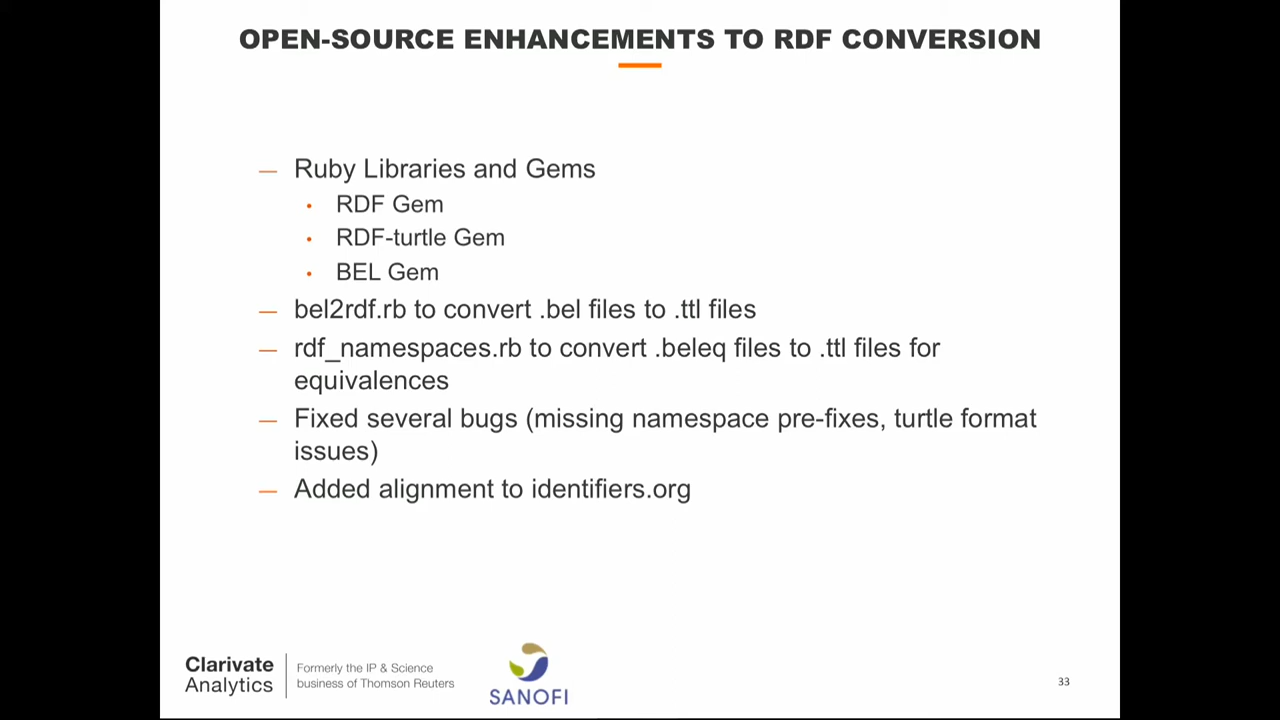 OPEN-SOURCE ENHANCEMENTS TO RDF CONVERSION
— Ruby Libraries and Gems
• RDF Gem
• RDF-turtle Gem
• BEL Gem
— bel2rdf.rb to convert .bel files to .ttl files
— rdf_namespaces.rb to convert .beleq files to .ttl files for
equivalences
— Fixed several bugs (missing namespace pre-fixes, turtle format
issues)
— Added alignment to identifiers.org
Clarivate
Analytics
Formerly the IP & Science
business of Thomson Reuters
SANOFI
33